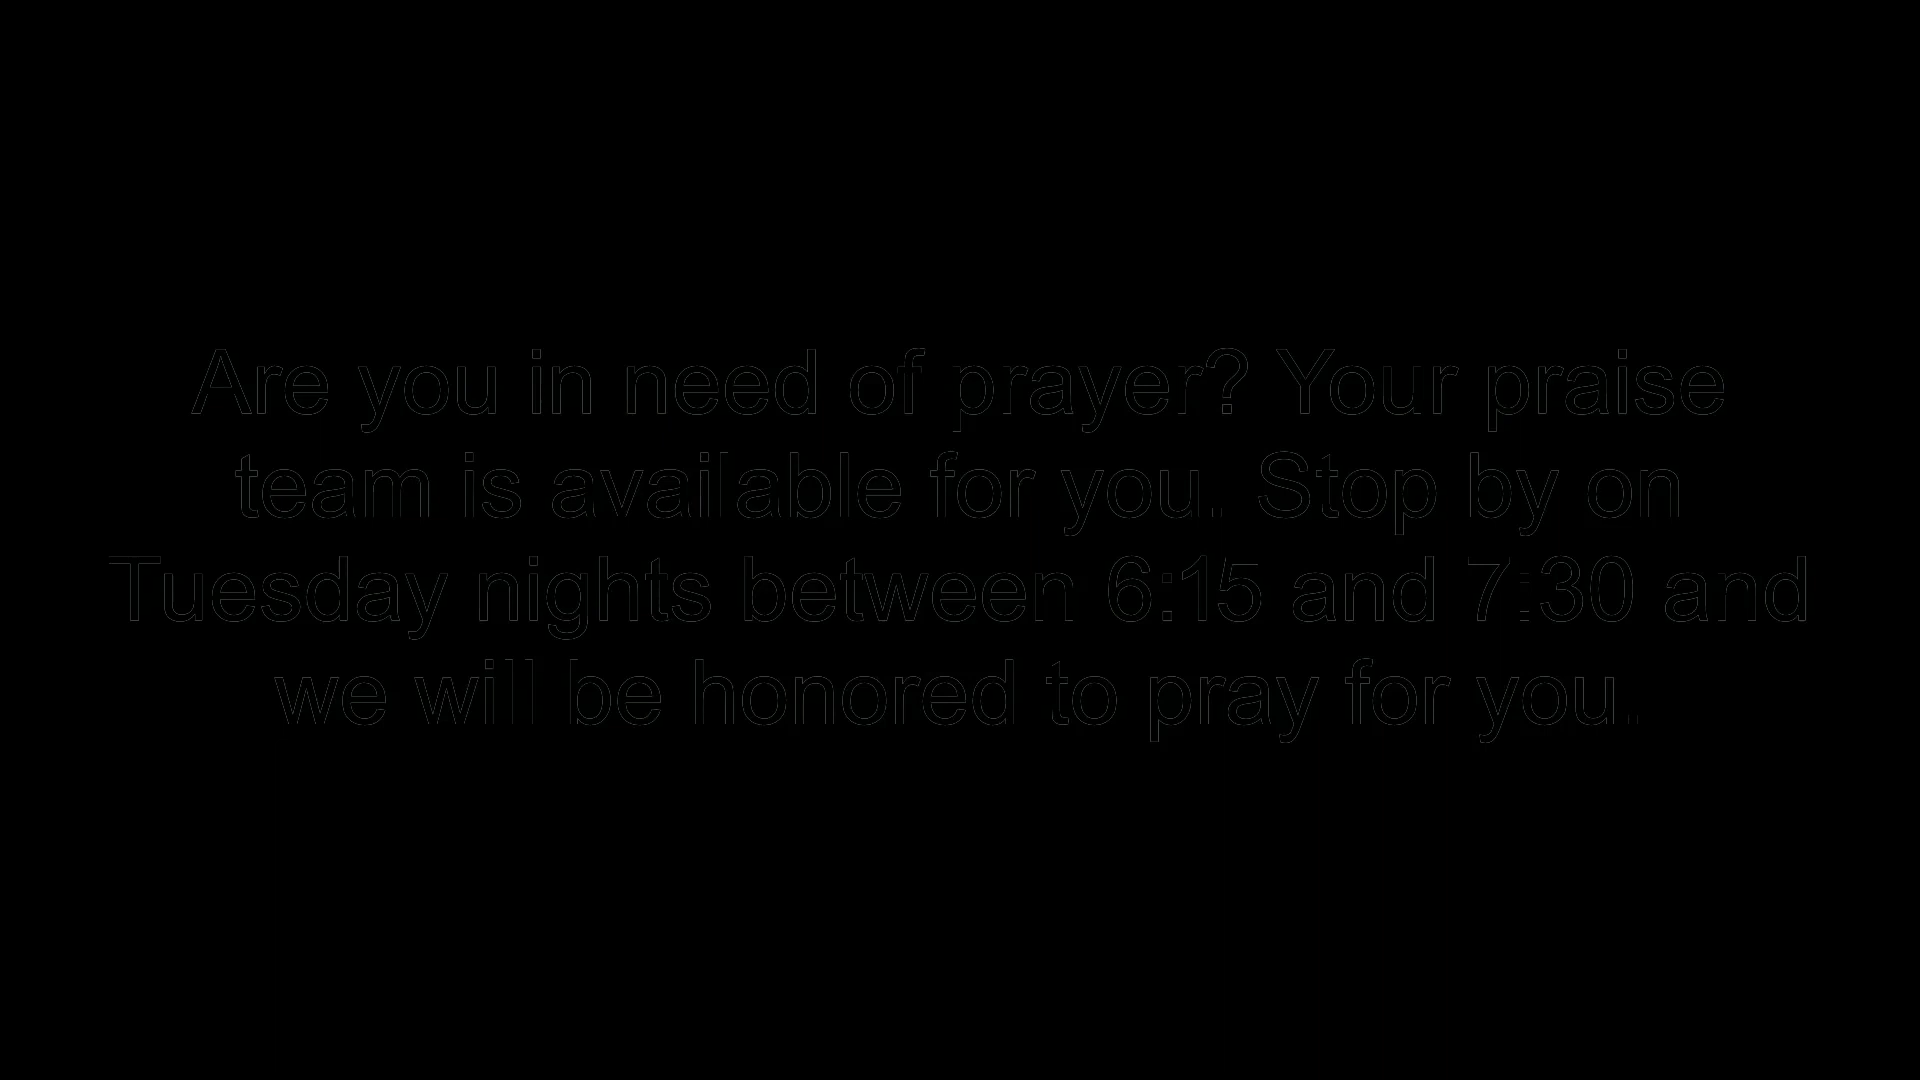 Are you in need of prayer? Your praise
team is available for you. Stop by on
Tuesday nights between 6:15 and 7:30 and
we will be honored to pray for you.